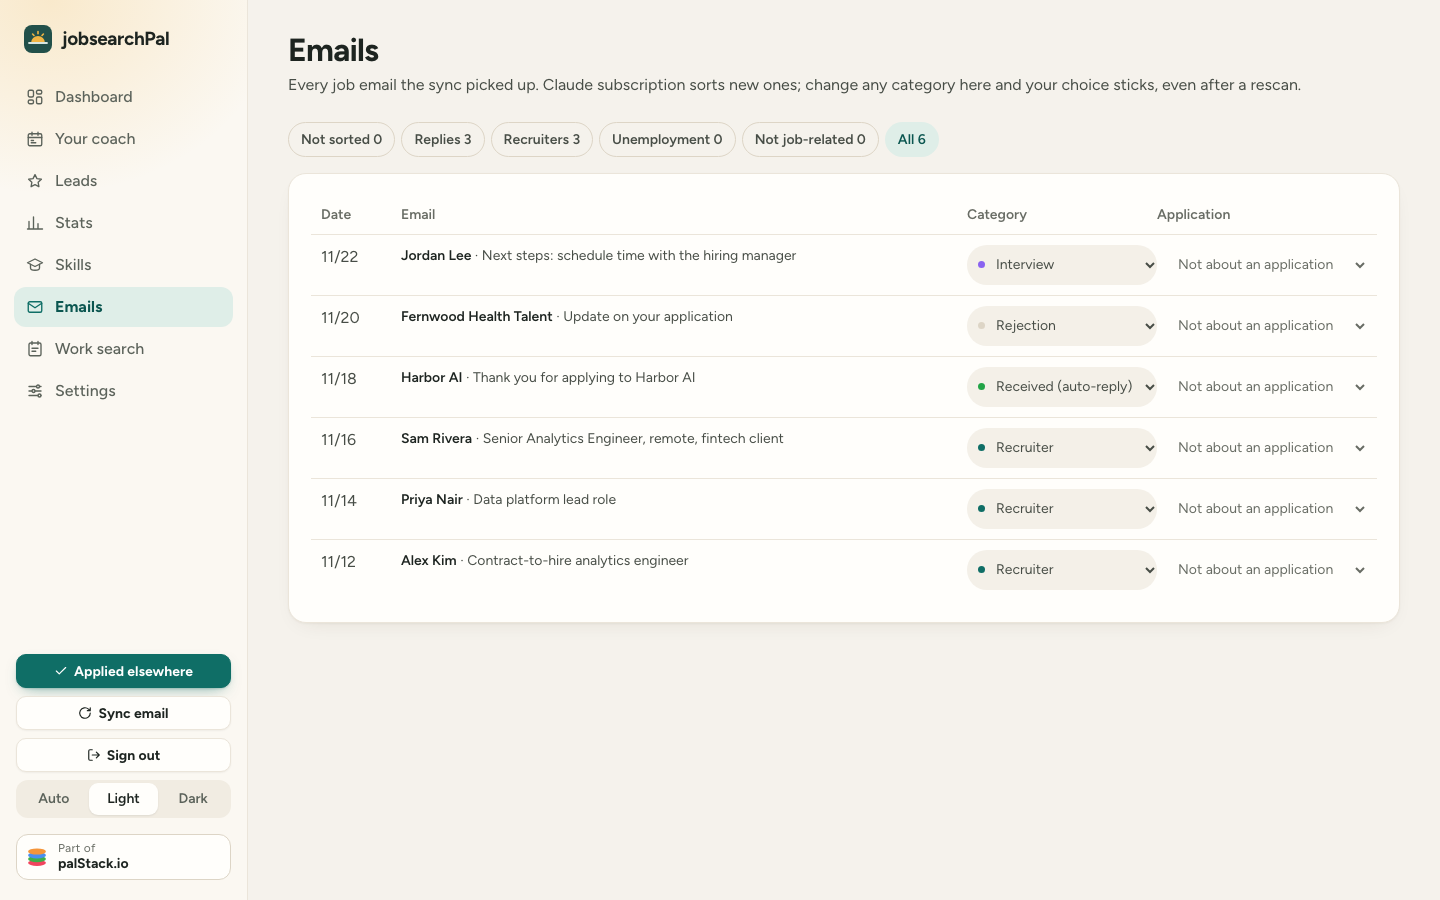 jobsearchPal
Dashboard
Your coach
Leads
Stats
Skills
Emails
Work search
Settings
Applied elsewhere
Sync email
Sign out
Auto Light Dark
Part of
palStack.io
Emails
Every job email the sync picked up. Claude subscription sorts new ones; change any category here and your choice sticks, even after a rescan.
Not sorted 0 Replies 3 Recruiters 3 Unemployment 0 Not job-related 0 All 6
Date Email Category Application
11/22 Jordan Lee · Next steps: schedule time with the hiring manager Interview Not about an application
11/20 Fernwood Health Talent · Update on your application Rejection Not about an application
11/18 Harbor AI · Thank you for applying to Harbor AI Received (auto-reply) Not about an application
11/16 Sam Rivera · Senior Analytics Engineer, remote, fintech client Recruiter Not about an application
11/14 Priya Nair · Data platform lead role Recruiter Not about an application
11/12 Alex Kim · Contract-to-hire analytics engineer Recruiter Not about an application